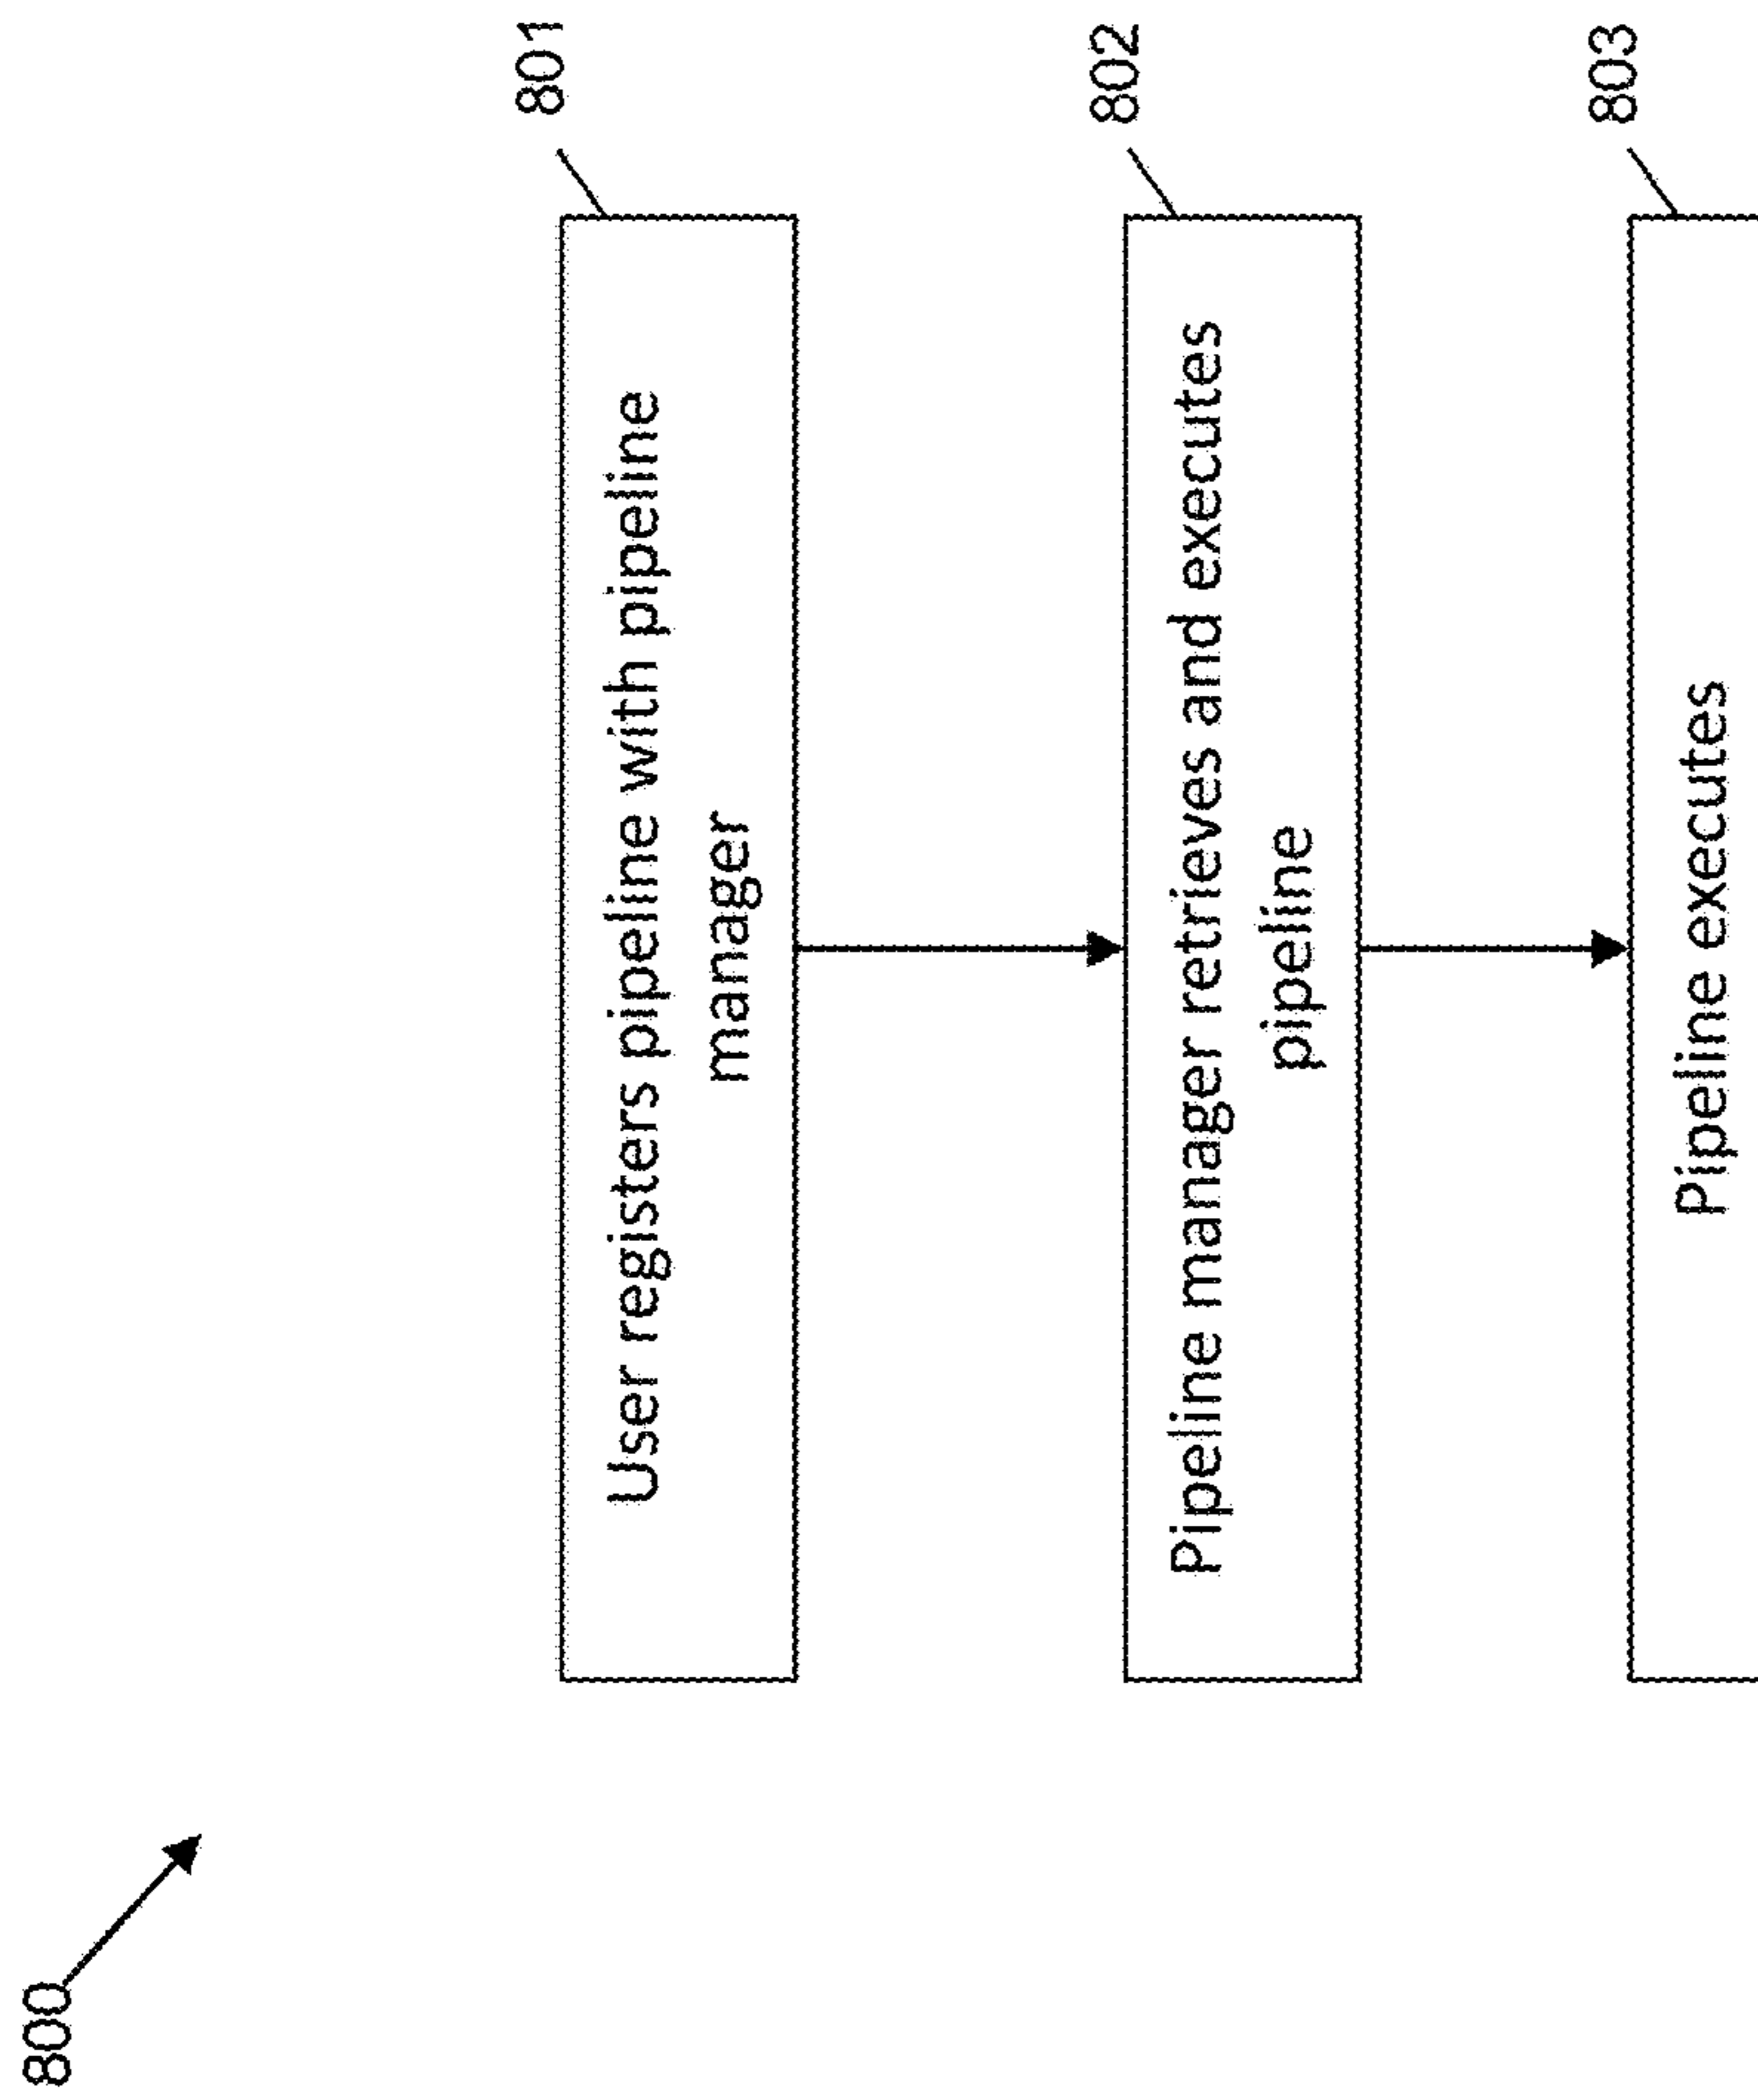 800
801
User registers pipeline with pipeline
manager
802
Pipeline manager retrieves and executes
pipeline
803
Pipeline executes